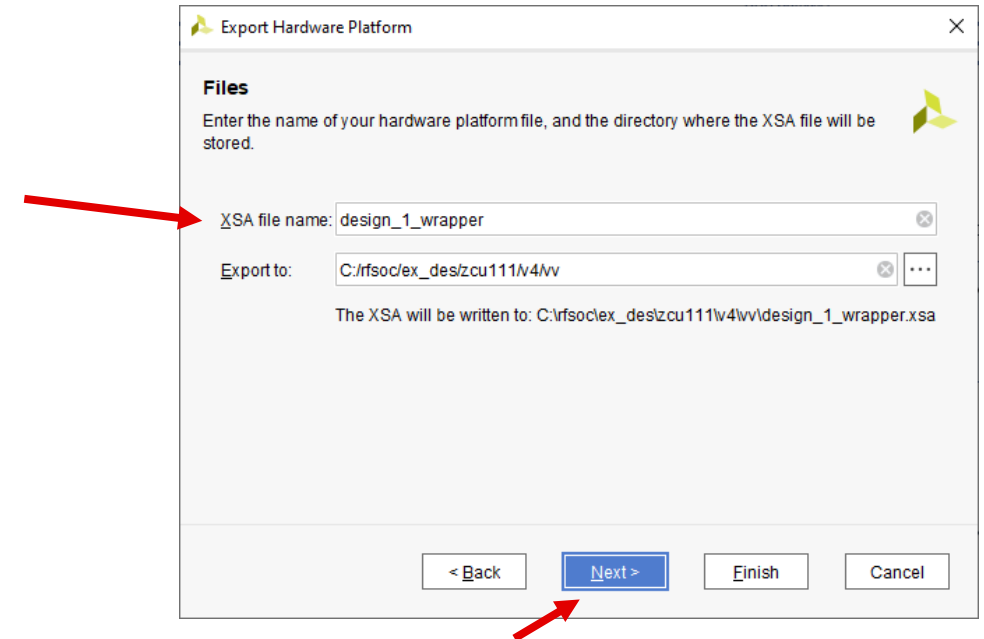 Export Hardware Platform
Files
Enter the name of your hardware platform file, and the directory where the XSA file will be
stored.
XSA file name: design_1_wrapper
Export to: C:/rfsoc/ex_des/zcu111/v4/vv
The XSA will be written to: C:\rfsoc\ex_des\zcu111\v4\vv\design_1_wrapper.xsa
< Back Next > Finish Cancel